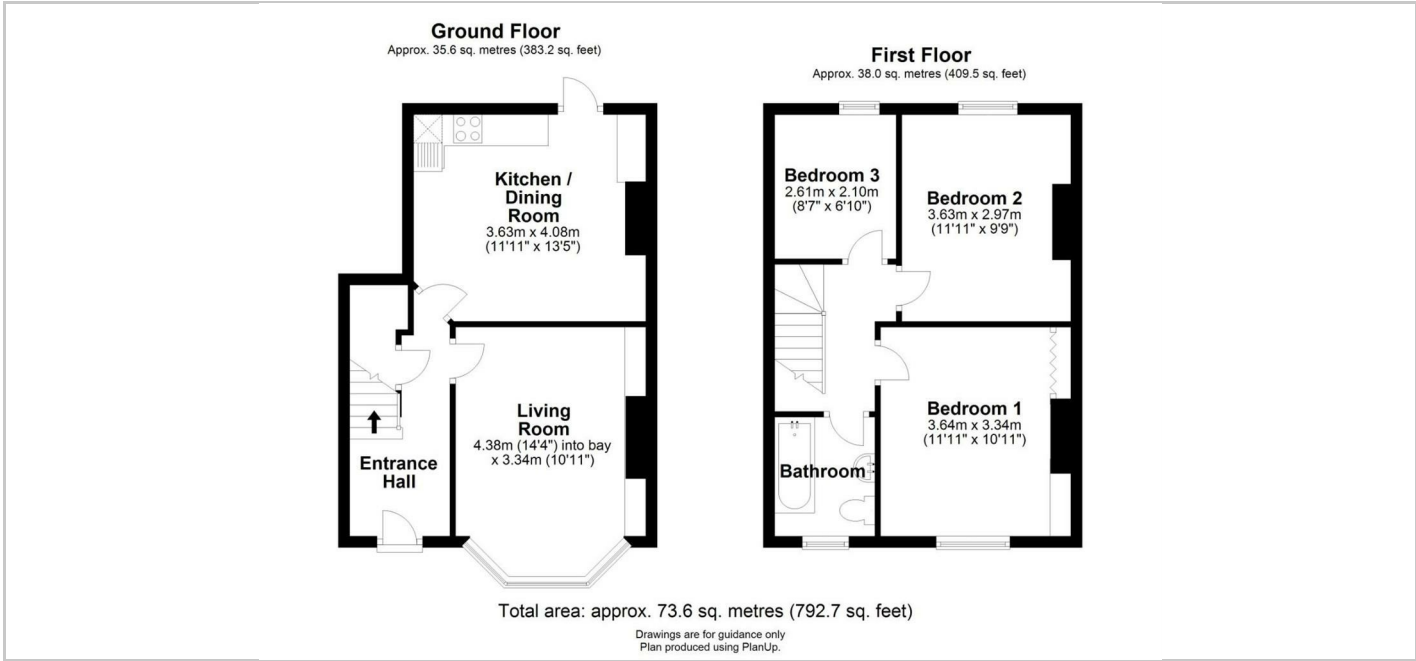 Ground Floor
Approx. 35.6 sq. metres (383.2 sq. feet)
Kitchen /
Dining
Room
3.63m x 4.08m
(11'11" x 13'5")
Living
Room
4.38m (14'4") into bay
x 3.34m (10'11")
Entrance
Hall
First Floor
Approx. 38.0 sq. metres (409.5 sq. feet)
Bedroom 3
2.61m x 2.10m
(8'7" x 6'10")
Bedroom 2
3.63m x 2.97m
(11'11" x 9'9")
Bedroom 1
3.64m x 3.34m
(11'11" x 10'11")
Bathroom
Total area: approx. 73.6 sq. metres (792.7 sq. feet)
Drawings are for guidance only
Plan produced using PlanUp.